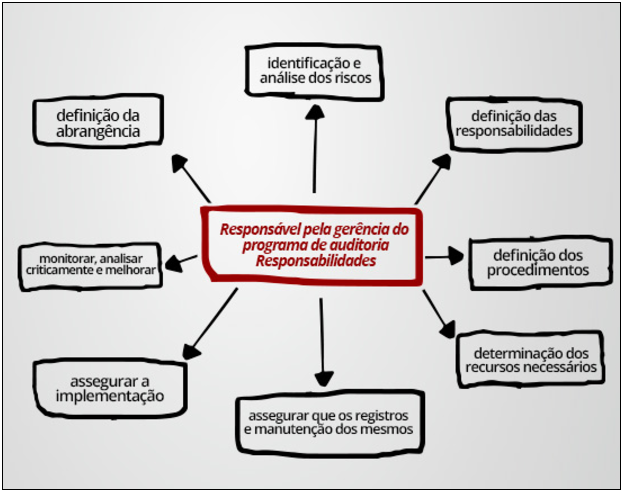 identificação e
análise dos riscos
definição da
abrangência
definição das
responsabilidades
Responsável pela gerência do
programa de auditoria
Responsabilidades
monitorar, analisar
criticamente e melhorar
definição dos
procedimentos
determinação dos
recursos necessários
assegurar a
implementação
assegurar que os registros
e manutenção dos mesmos